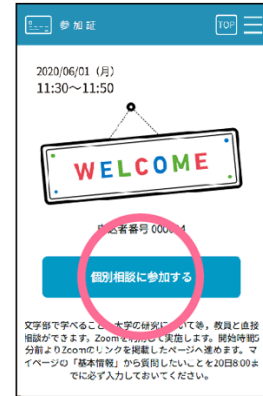 参加証
TOP
2020/06/01（月）
11:30～11:50
WELCOME
者番号 000
個別相談に参加する
文学部で学べること、大学の研究について等，教員と直接
相談ができます。Zoomを利用して実施します。開始時間5
分前よりZoomのリンクを掲載したページへ進めます。マ
イページの「基本情報」から質問したいことを20日8:00ま
でに必ず入力しておいてください。